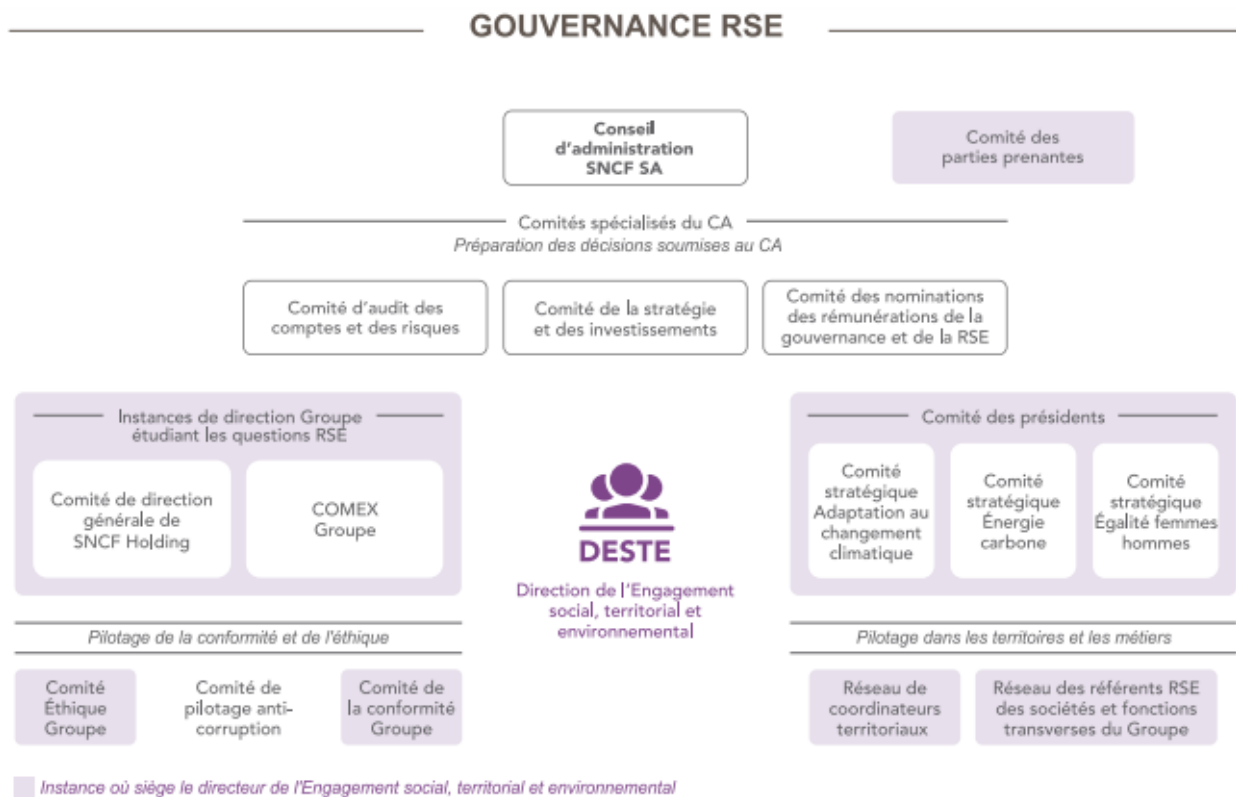 GOUVERNANCE RSE
Conseil
d'administration
SNCF SA
Comité des
parties prenantes
Comités spécialisés du CA
Préparation des décisions soumises au CA
Comité d'audit des
comptes et des risques
Comité de la stratégie
et des investissements
Comité des nominations
des rémunérations de la
gouvernance et de la RSE
Instances de direction Groupe
étudiant les questions RSE
Comité de direction
générale de
SNCF Holding
COMEX
Groupe
DESTE
Direction de l'Engagement
social, territorial et
environnemental
Comité des présidents
Comité
stratégique
Adaptation au
changement
climatique
Comité
stratégique
Énergie
carbone
Comité
stratégique
Égalité femmes
hommes
Pilotage de la conformité et de l'éthique
Comité
Éthique
Groupe
Comité de
pilotage anti-
corruption
Comité de
la conformité
Groupe
Pilotage dans les territoires et les métiers
Réseau de
coordinateurs
territoriaux
Réseau des référents RSE
des sociétés et fonctions
transverses du Groupe
Instance où siège le directeur de l'Engagement social, territorial et environnemental